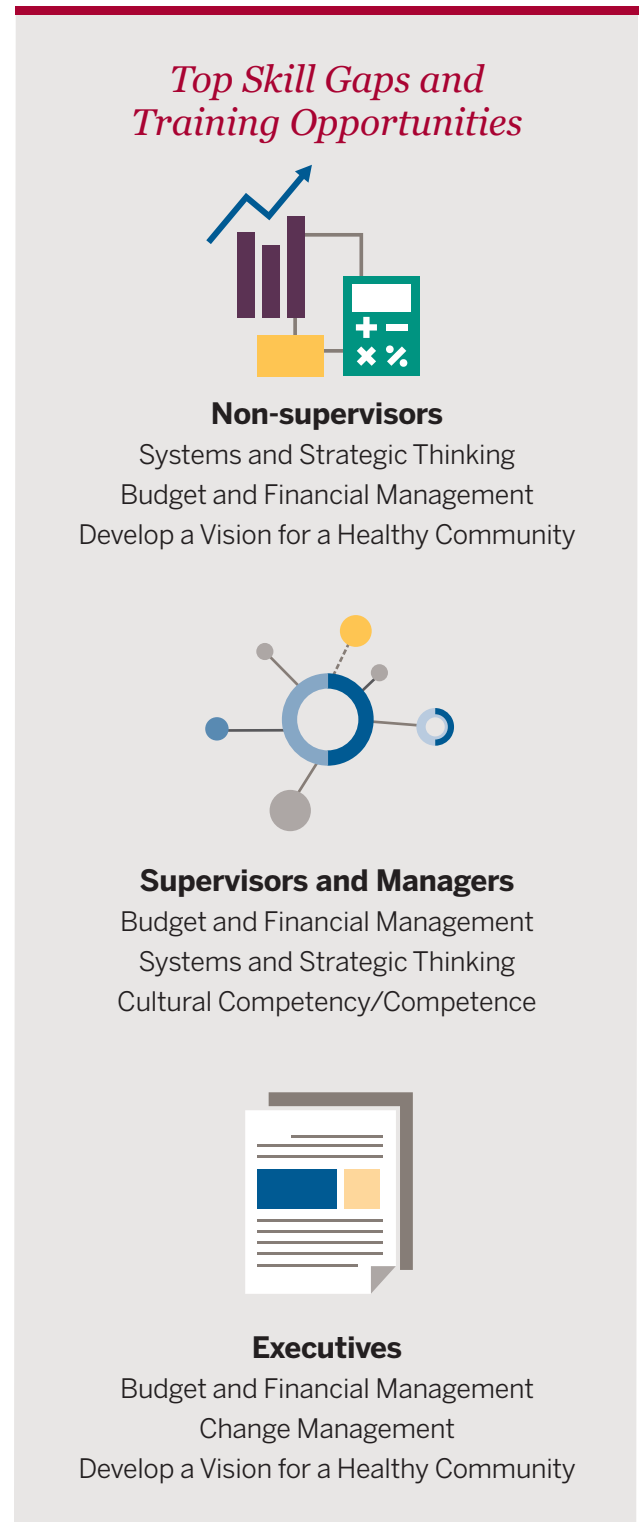 Top Skill Gaps and
Training Opportunities
Non-supervisors
Systems and Strategic Thinking
Budget and Financial Management
Develop a Vision for a Healthy Community
Supervisors and Managers
Budget and Financial Management
Systems and Strategic Thinking
Cultural Competency/Competence
Executives
Budget and Financial Management
Change Management
Develop a Vision for a Healthy Community